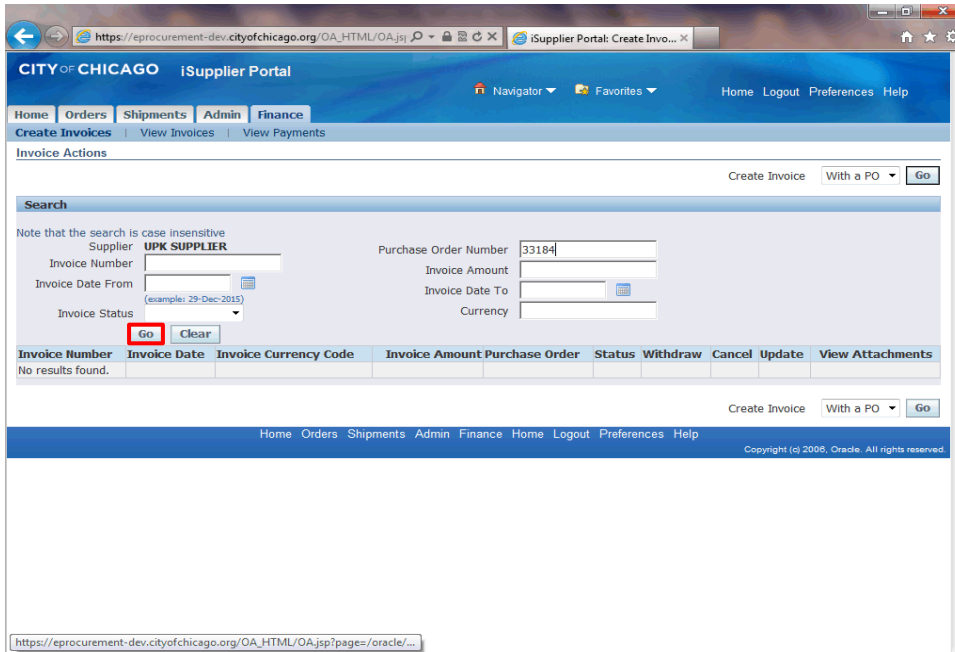 https://eprocurement-dev.cityofchicago.org/OA_HTML/OA.jsp
iSupplier Portal: Create Invo...
CITY OF CHICAGO iSupplier Portal
Navigator Favorites Home Logout Preferences Help
Home Orders Shipments Admin Finance
Create Invoices | View Invoices | View Payments
Invoice Actions
Create Invoice With a PO Go
Search
Note that the search is case insensitive
Supplier UPK SUPPLIER
Purchase Order Number 33184
Invoice Number
Invoice Amount
Invoice Date From
Invoice Date To
(example: 29-Dec-2015)
Invoice Status
Currency
Go Clear
Invoice Number Invoice Date Invoice Currency Code Invoice Amount Purchase Order Status Withdraw Cancel Update View Attachments
No results found.
Create Invoice With a PO Go
Home Orders Shipments Admin Finance Home Logout Preferences Help
Copyright (c) 2006, Oracle. All rights reserved.
https://eprocurement-dev.cityofchicago.org/OA_HTML/OA.jsp?page=/oracle/...